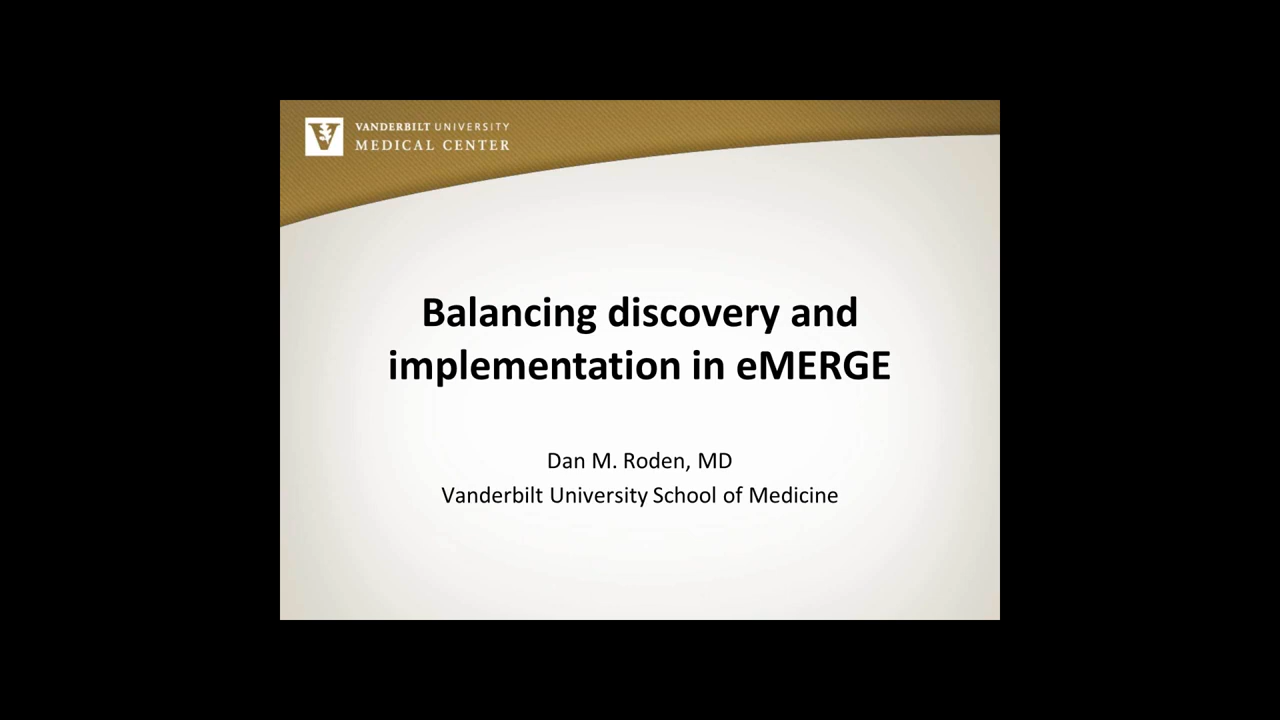 VANDERBILT UNIVERSITY
MEDICAL CENTER
Balancing discovery and
implementation in eMERGE
Dan M. Roden, MD
Vanderbilt University School of Medicine